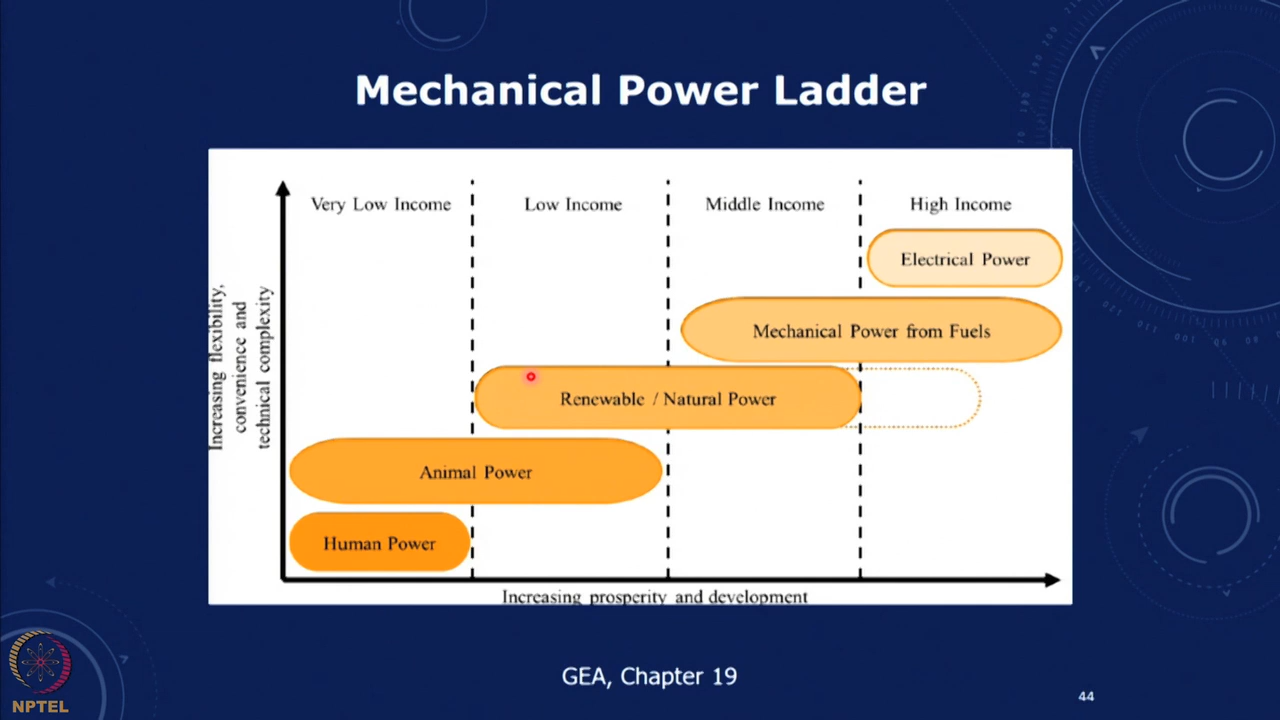 Mechanical Power Ladder
Very Low Income
Low Income
Middle Income
High Income
Electrical Power
Mechanical Power from Fuels
Renewable / Natural Power
Animal Power
Human Power
Increasing flexibility,
convenience and
technical complexity
Increasing prosperity and development
GEA, Chapter 19
44
NPTEL